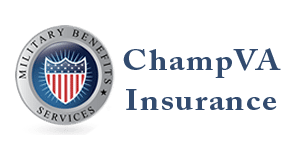 MILITARY BENEFITS
SERVICES
ChampVA
Insurance